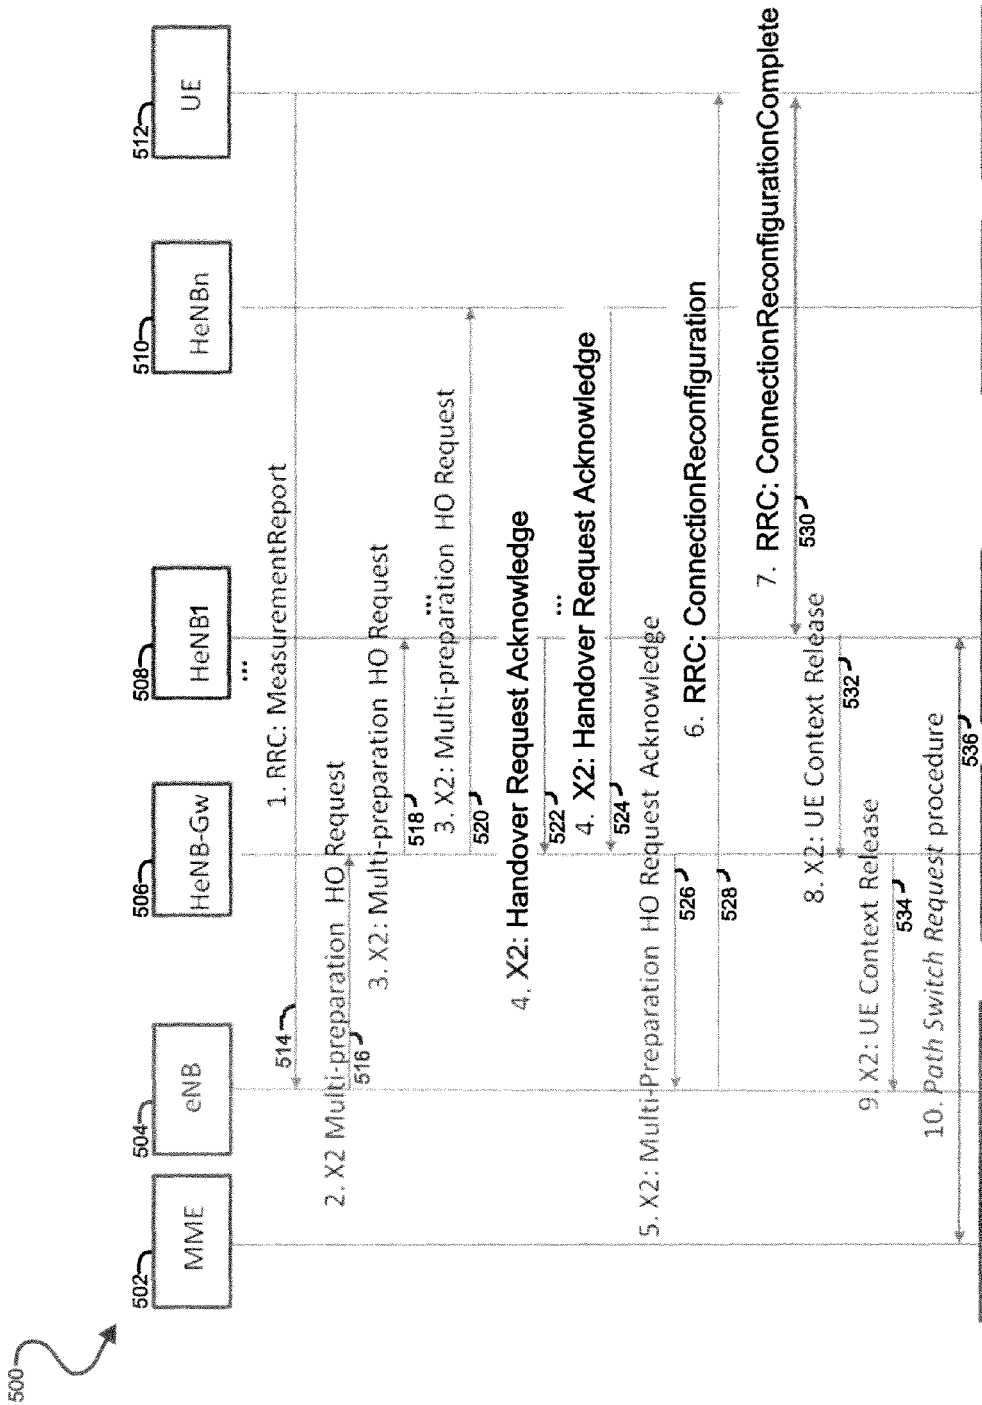 500
502
MME
504
eNB
506
HeNB-Gw
508
HeNB1
...
510
HeNBn
512
UE
1. RRC: MeasurementReport
514
2. X2 Multi-preparation HO Request
516
3. X2: Multi-preparation HO Request
518
...
3. X2: Multi-preparation HO Request
520
4. X2: Handover Request Acknowledge
522
...
4. X2: Handover Request Acknowledge
524
5. X2: Multi-Preparation HO Request Acknowledge
526
6. RRC: ConnectionReconfiguration
528
7. RRC: ConnectionReconfigurationComplete
530
8. X2: UE Context Release
532
9. X2: UE Context Release
534
10. Path Switch Request procedure
536